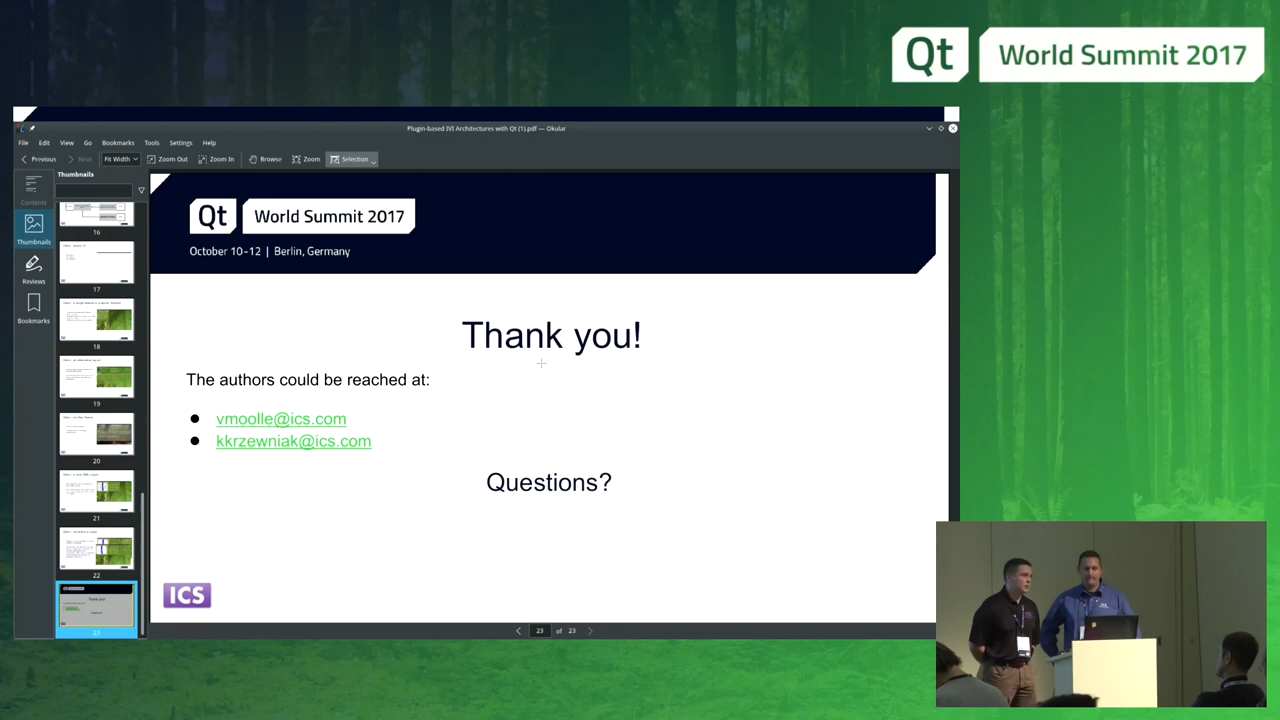 Qt World Summit 2017
Plugin-based IVI Architectures with Qt (1).pdf — Okular
File Edit View Go Bookmarks Tools Settings Help
Previous Next Fit Width Zoom Out Zoom In Browse Zoom Selection
Thumbnails
Contents
Thumbnails
Reviews
Bookmarks
16
17
18
19
20
21
22
23
Qt World Summit 2017
October 10-12 | Berlin, Germany
Thank you!
The authors could be reached at:
● vmoolle@ics.com
● kkrzewniak@ics.com
Questions?
ICS
23 of 23